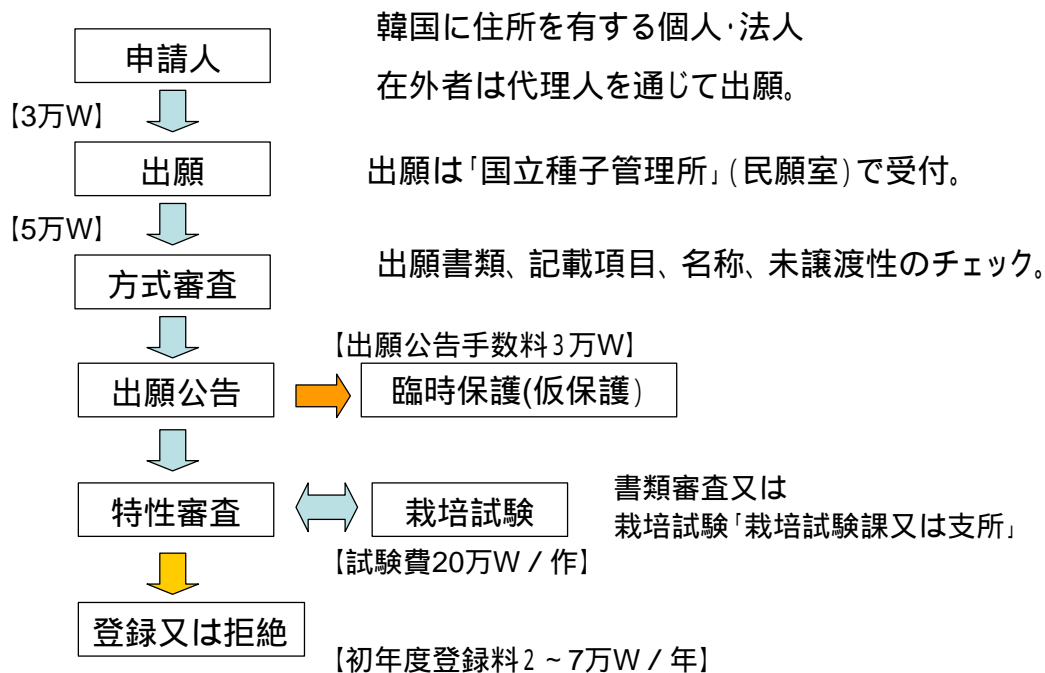 韓国に住所を有する個人･法人
申請人
在外者は代理人を通じて出願。
【3万W】
出願
出願は「国立種子管理所」(民願室)で受付。
【5万W】
方式審査
出願書類、記載項目、名称、未譲渡性のチェック。
【出願公告手数料3万W】
出願公告
臨時保護(仮保護)
特性審査
栽培試験
書類審査又は
栽培試験「栽培試験課又は支所」
【試験費20万W / 作】
登録又は拒絶
【初年度登録料2 ~ 7万W / 年】